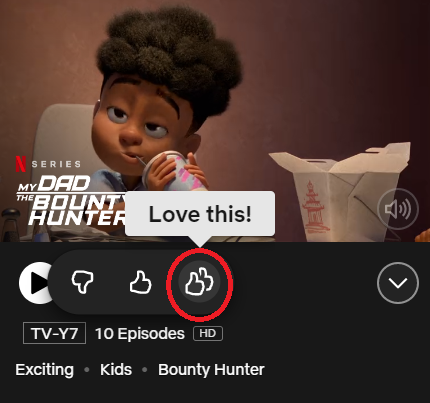 N SERIES
MY DAD
THE BOUNTY
HUNTER
Love this!
TV-Y7 10 Episodes HD
Exciting • Kids • Bounty Hunter